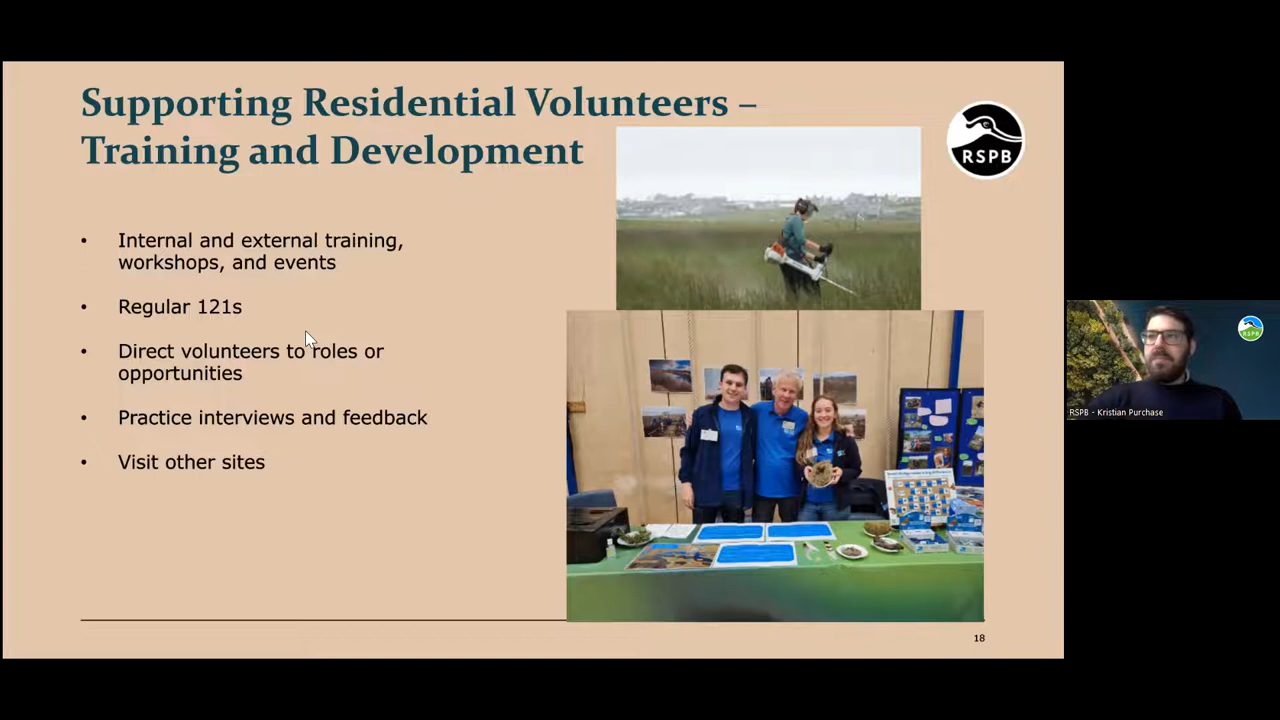 Supporting Residential Volunteers –
Training and Development
RSPB
• Internal and external training,
workshops, and events
• Regular 121s
• Direct volunteers to roles or
opportunities
• Practice interviews and feedback
• Visit other sites
18
RSPB
RSPB - Kristian Purchase